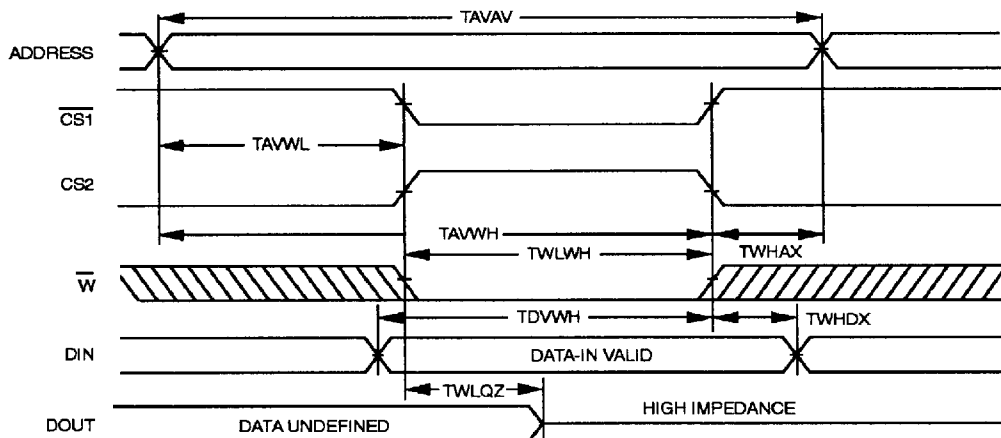 TAVAV
ADDRESS
CS1
TAVWL
CS2
TAVWH
TWLWH
TWHAX
W
TDVWH
TWHDX
DIN
DATA-IN VALID
TWLQZ
HIGH IMPEDANCE
DOUT
DATA UNDEFINED